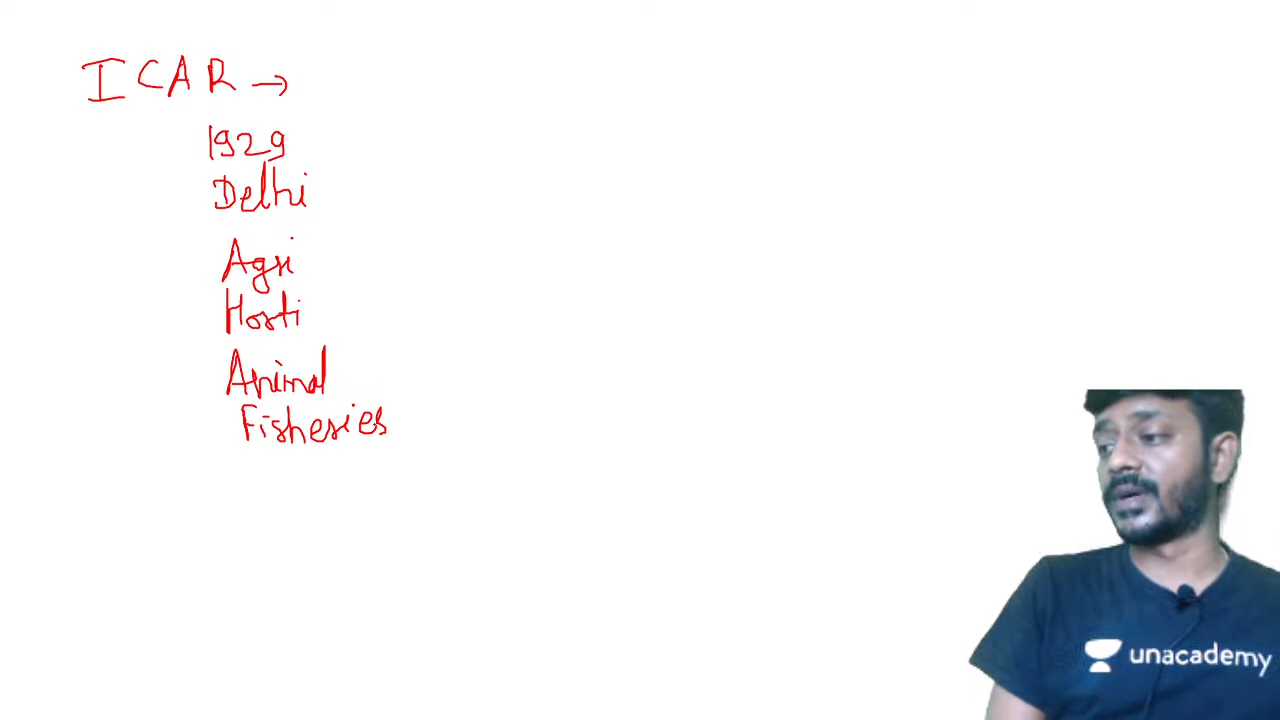 ICAR →
1929
Delhi
Agri
Horti
Animal
Fisheries
unacademy